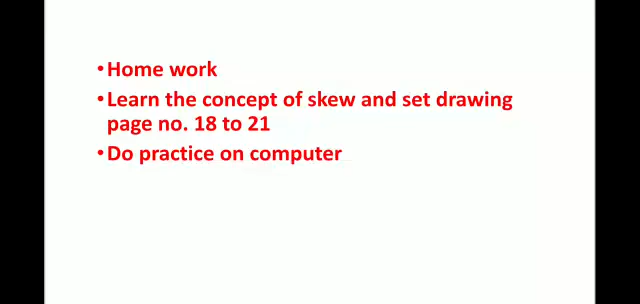 •Home work
•Learn the concept of skew and set drawing
page no. 18 to 21
•Do practice on computer